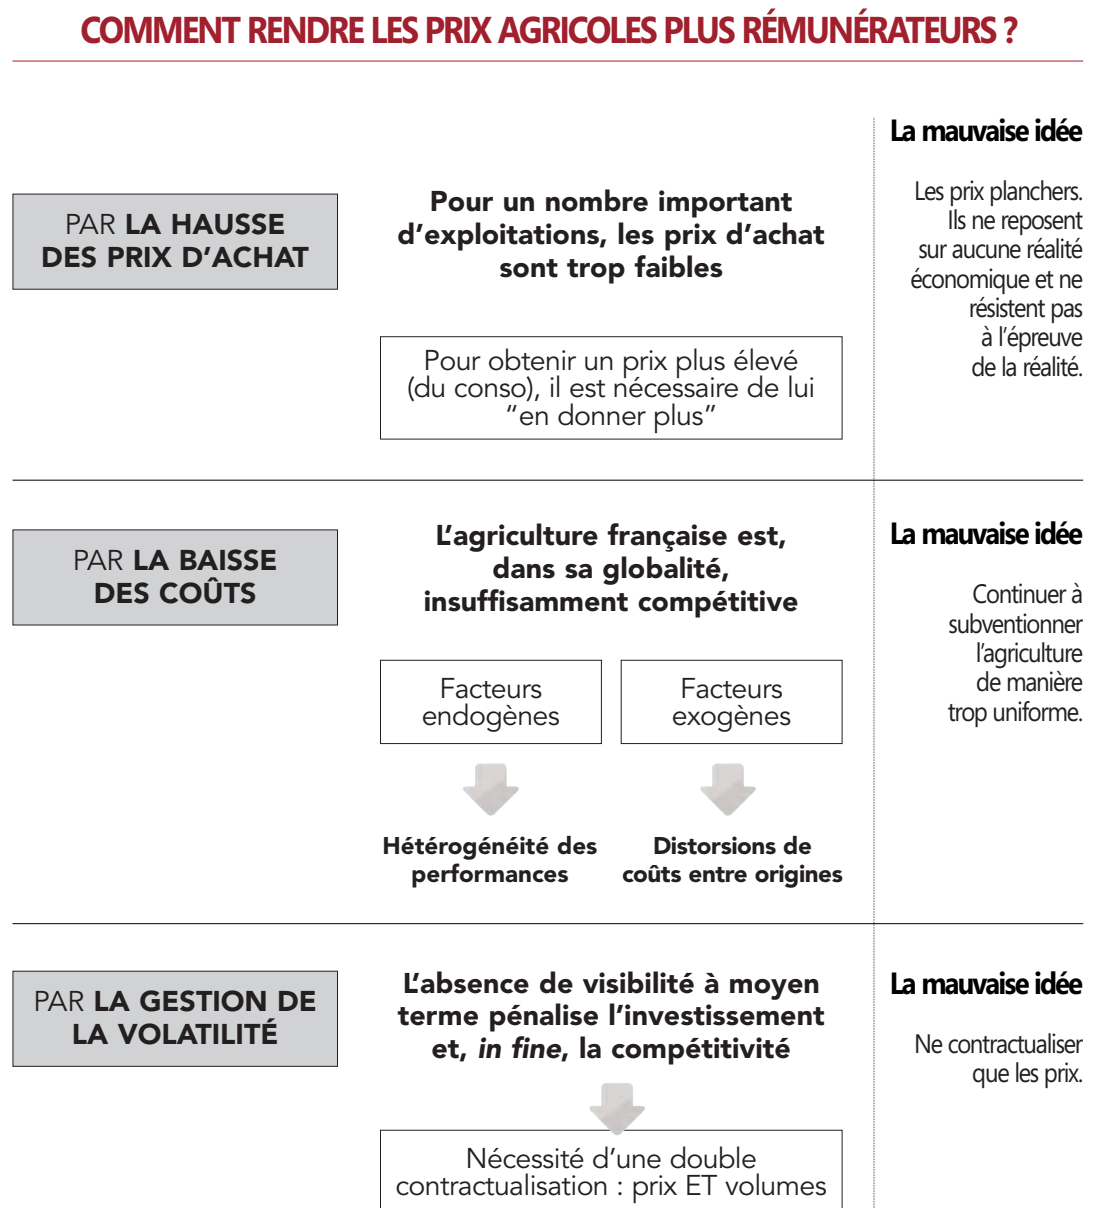 COMMENT RENDRE LES PRIX AGRICOLES PLUS RÉMUNÉRATEURS ?
PAR LA HAUSSE
DES PRIX D’ACHAT
Pour un nombre important
d’exploitations, les prix d’achat
sont trop faibles
Pour obtenir un prix plus élevé
(du conso), il est nécessaire de lui
“en donner plus”
La mauvaise idée
Les prix planchers.
Ils ne reposent
sur aucune réalité
économique et ne
résistent pas
à l’épreuve
de la réalité.
PAR LA BAISSE
DES COÛTS
L’agriculture française est,
dans sa globalité,
insuffisamment compétitive
Facteurs
endogènes
Facteurs
exogènes
Hétérogénéité des
performances
Distorsions de
coûts entre origines
La mauvaise idée
Continuer à
subventionner
l’agriculture
de manière
trop uniforme.
PAR LA GESTION DE
LA VOLATILITÉ
L’absence de visibilité à moyen
terme pénalise l’investissement
et, in fine, la compétitivité
Nécessité d’une double
contractualisation : prix ET volumes
La mauvaise idée
Ne contractualiser
que les prix.